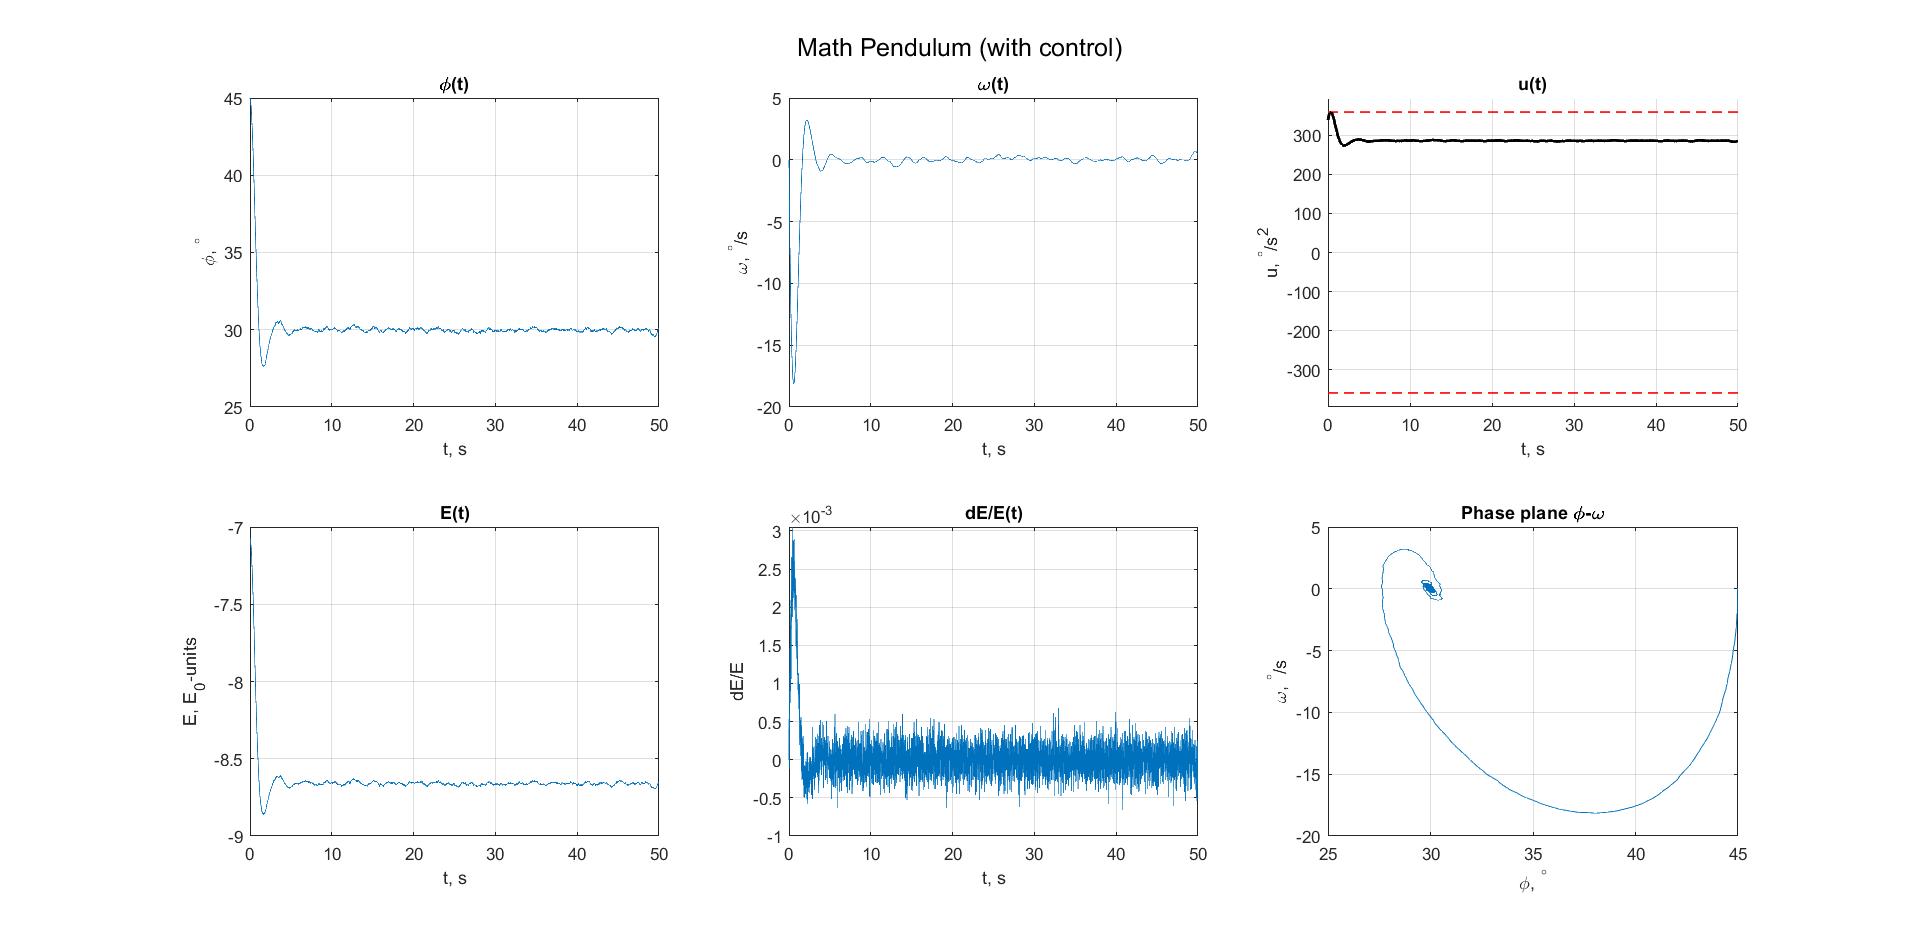 Math Pendulum (with control)
ϕ(t)
45
40
35
30
25
ϕ, °
0 10 20 30 40 50
t, s
ω(t)
5
0
-5
-10
-15
-20
ω, °/s
0 10 20 30 40 50
t, s
u(t)
300
200
100
0
-100
-200
-300
u, °/s2
0 10 20 30 40 50
t, s
E(t)
-7
-7.5
-8
-8.5
-9
E, E0-units
0 10 20 30 40 50
t, s
dE/E(t)
×10-3
3
2.5
2
1.5
1
0.5
0
-0.5
-1
dE/E
0 10 20 30 40 50
t, s
Phase plane ϕ-ω
5
0
-5
-10
-15
-20
ω, °/s
25 30 35 40 45
ϕ, °